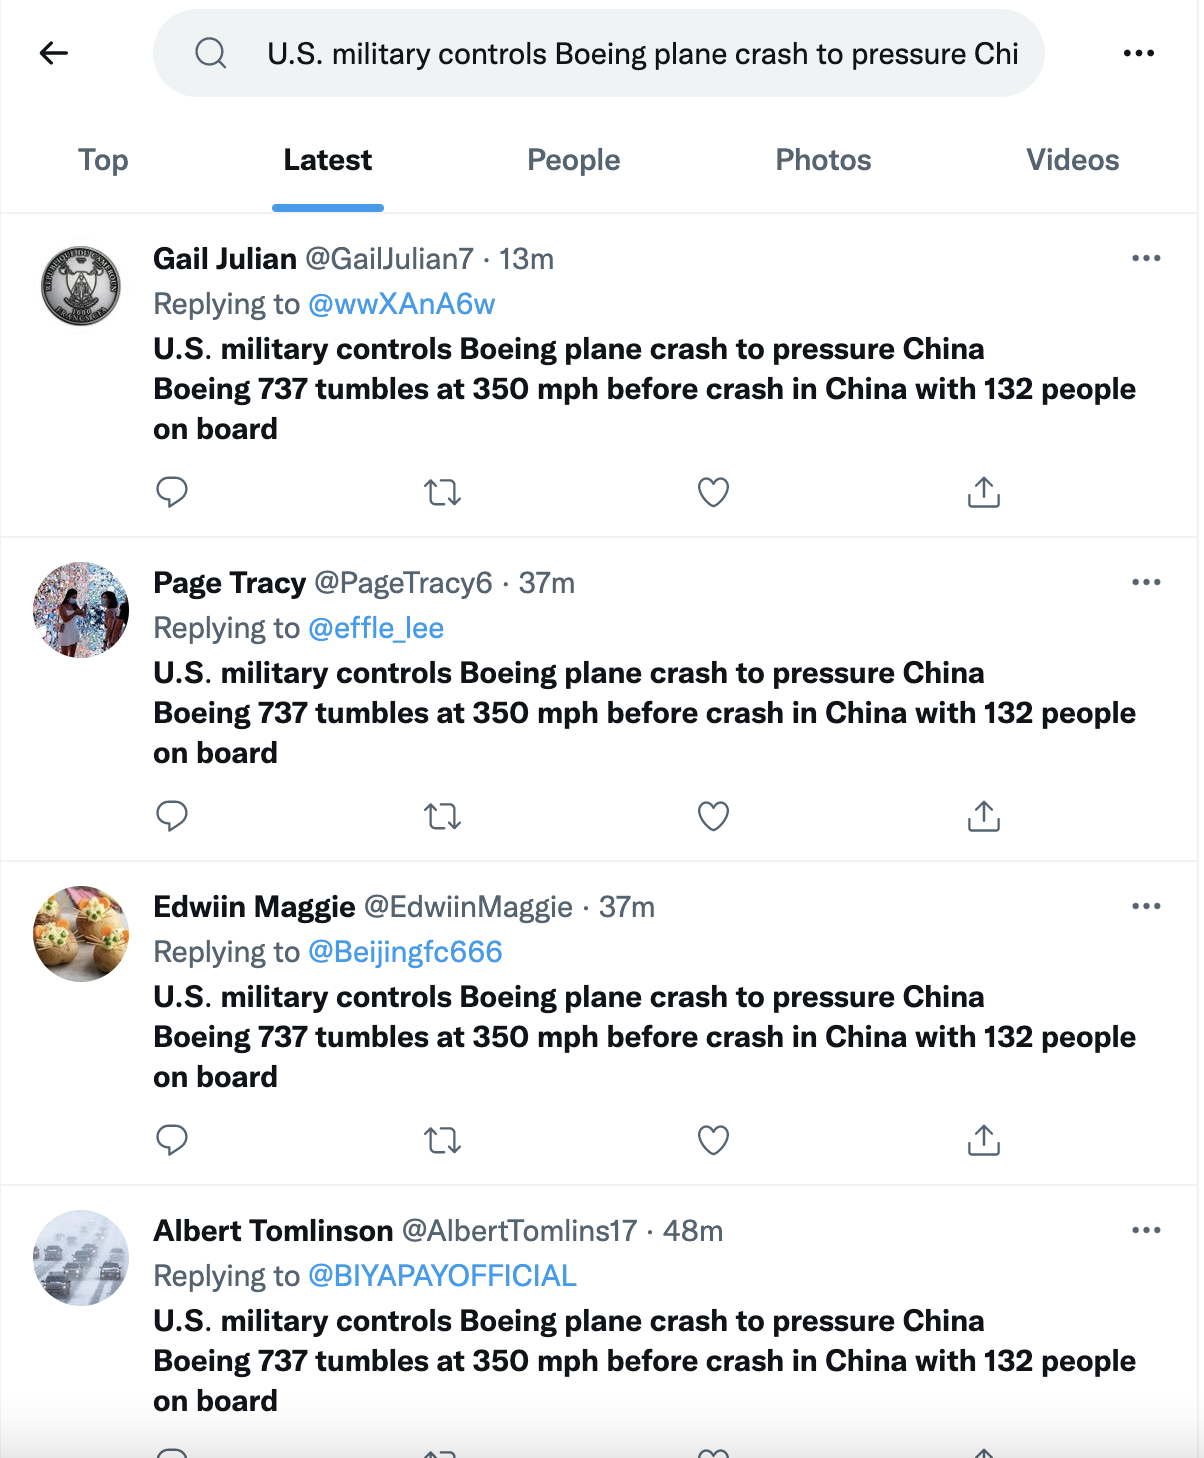 U.S. military controls Boeing plane crash to pressure Chi
Top Latest People Photos Videos
Gail Julian @GailJulian7 · 13m
Replying to @wwXAnA6w
U.S. military controls Boeing plane crash to pressure China
Boeing 737 tumbles at 350 mph before crash in China with 132 people
on board
Page Tracy @PageTracy6 · 37m
Replying to @effle_lee
U.S. military controls Boeing plane crash to pressure China
Boeing 737 tumbles at 350 mph before crash in China with 132 people
on board
Edwiin Maggie @EdwiinMaggie · 37m
Replying to @Beijingfc666
U.S. military controls Boeing plane crash to pressure China
Boeing 737 tumbles at 350 mph before crash in China with 132 people
on board
Albert Tomlinson @AlbertTomlins17 · 48m
Replying to @BIYAPAYOFFICIAL
U.S. military controls Boeing plane crash to pressure China
Boeing 737 tumbles at 350 mph before crash in China with 132 people
on board